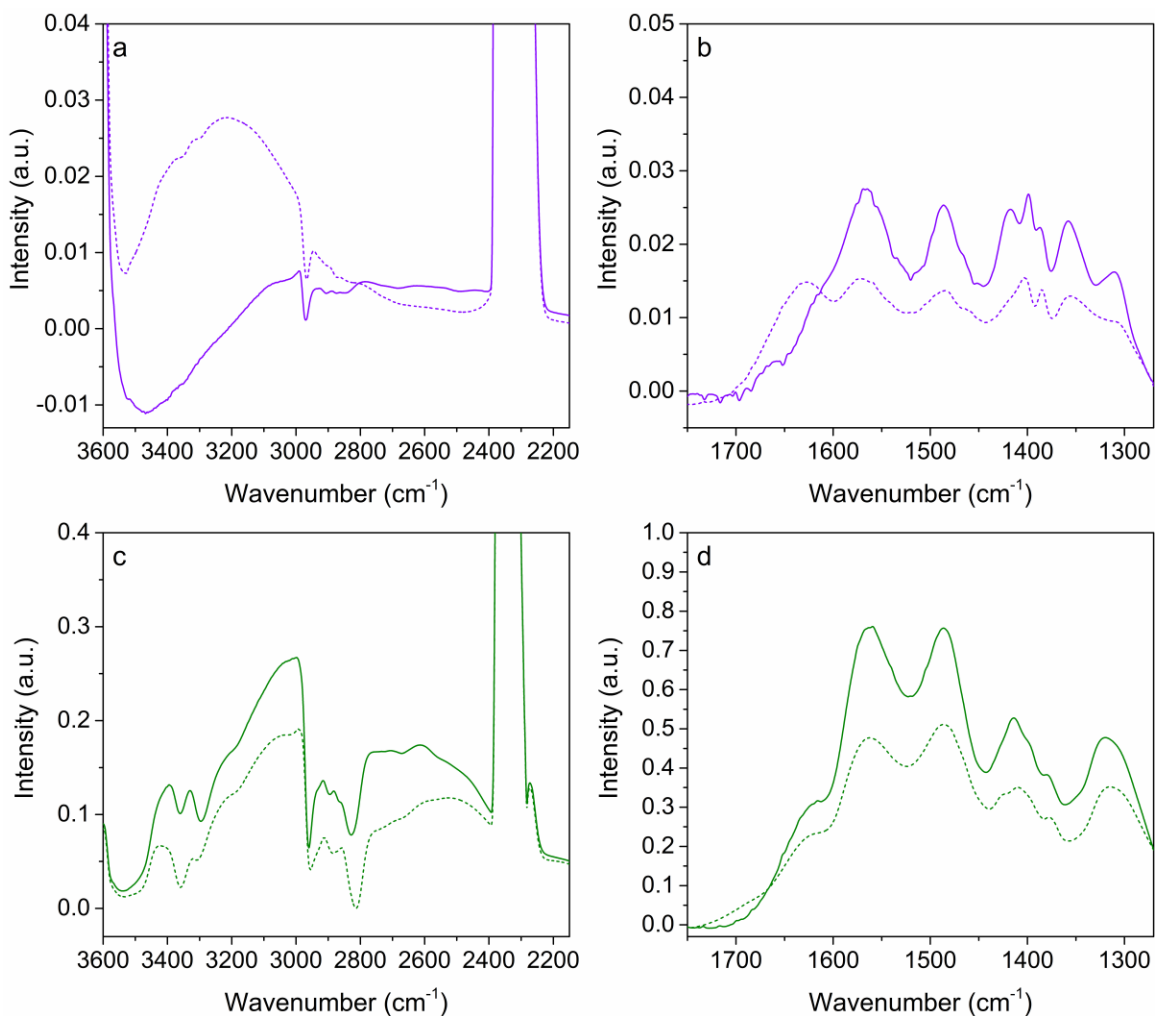 a
Intensity (a.u.)
0.04
0.03
0.02
0.01
0.00
-0.01
3600 3400 3200 3000 2800 2600 2400 2200
Wavenumber (cm-1)
b
Intensity (a.u.)
0.05
0.04
0.03
0.02
0.01
0.00
1700 1600 1500 1400 1300
Wavenumber (cm-1)
c
Intensity (a.u.)
0.4
0.3
0.2
0.1
0.0
3600 3400 3200 3000 2800 2600 2400 2200
Wavenumber (cm-1)
d
Intensity (a.u.)
1.0
0.9
0.8
0.7
0.6
0.5
0.4
0.3
0.2
0.1
0.0
1700 1600 1500 1400 1300
Wavenumber (cm-1)